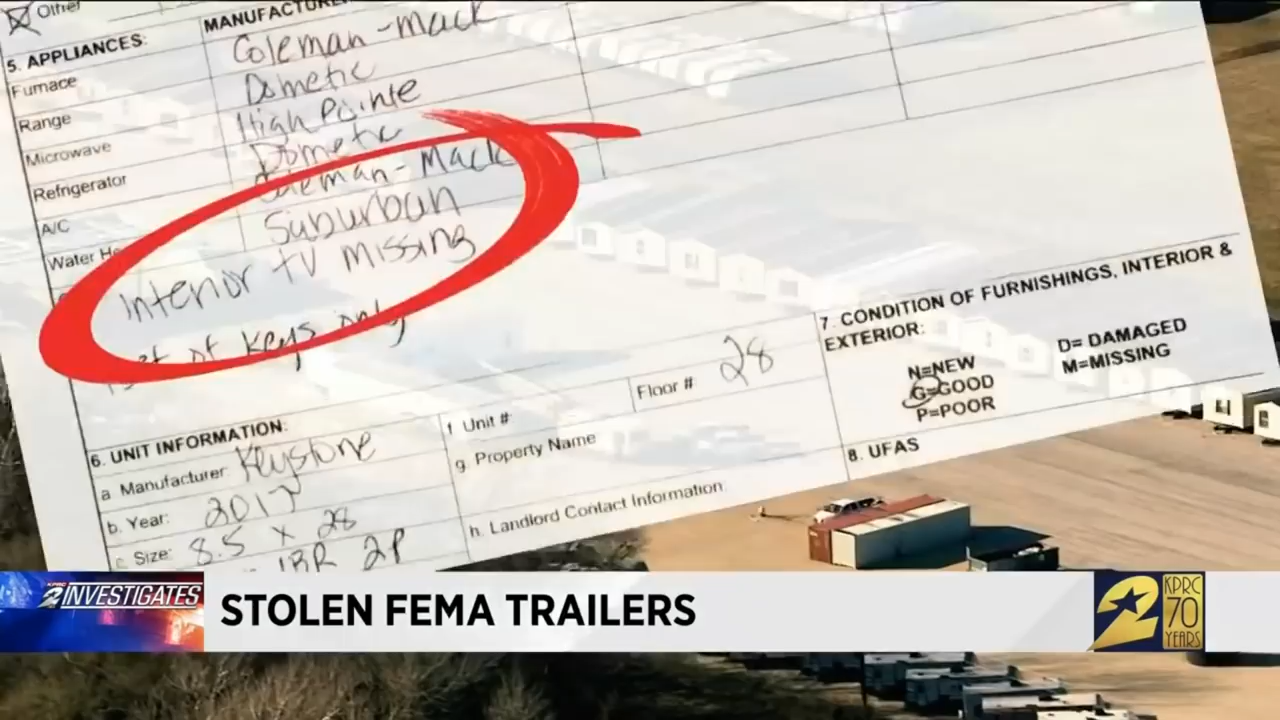 Other
MANUFACTURE
5. APPLIANCES:
Coleman-Mack
Furnace
Dometic
Range
High Pointe
Microwave
Dometic
Refrigerator
Coleman-Mack
A/C
Suburban
Water He
Interior TV Missing
set of keys only
6. UNIT INFORMATION:
a Manufacturer: Keystone
b. Year: 2017
c. Size: 8.5 x 28
1BR 2P
f Unit #
Floor # 28
g. Property Name
h. Landlord Contact Information:
7. CONDITION OF FURNISHINGS, INTERIOR &
EXTERIOR:
N=NEW
G=GOOD
P=POOR
D= DAMAGED
M=MISSING
8. UFAS
KPRC
2 INVESTIGATES
STOLEN FEMA TRAILERS
2
KPRC
70
YEARS